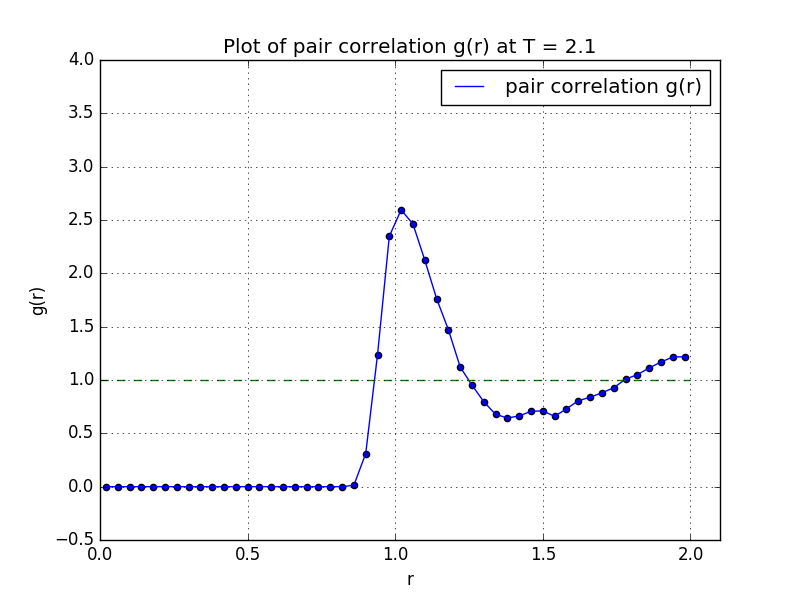 Plot of pair correlation g(r) at T = 2.1
pair correlation g(r)
4.0
3.5
3.0
2.5
2.0
1.5
1.0
0.5
0.0
−0.5
g(r)
0.0 0.5 1.0 1.5 2.0
r